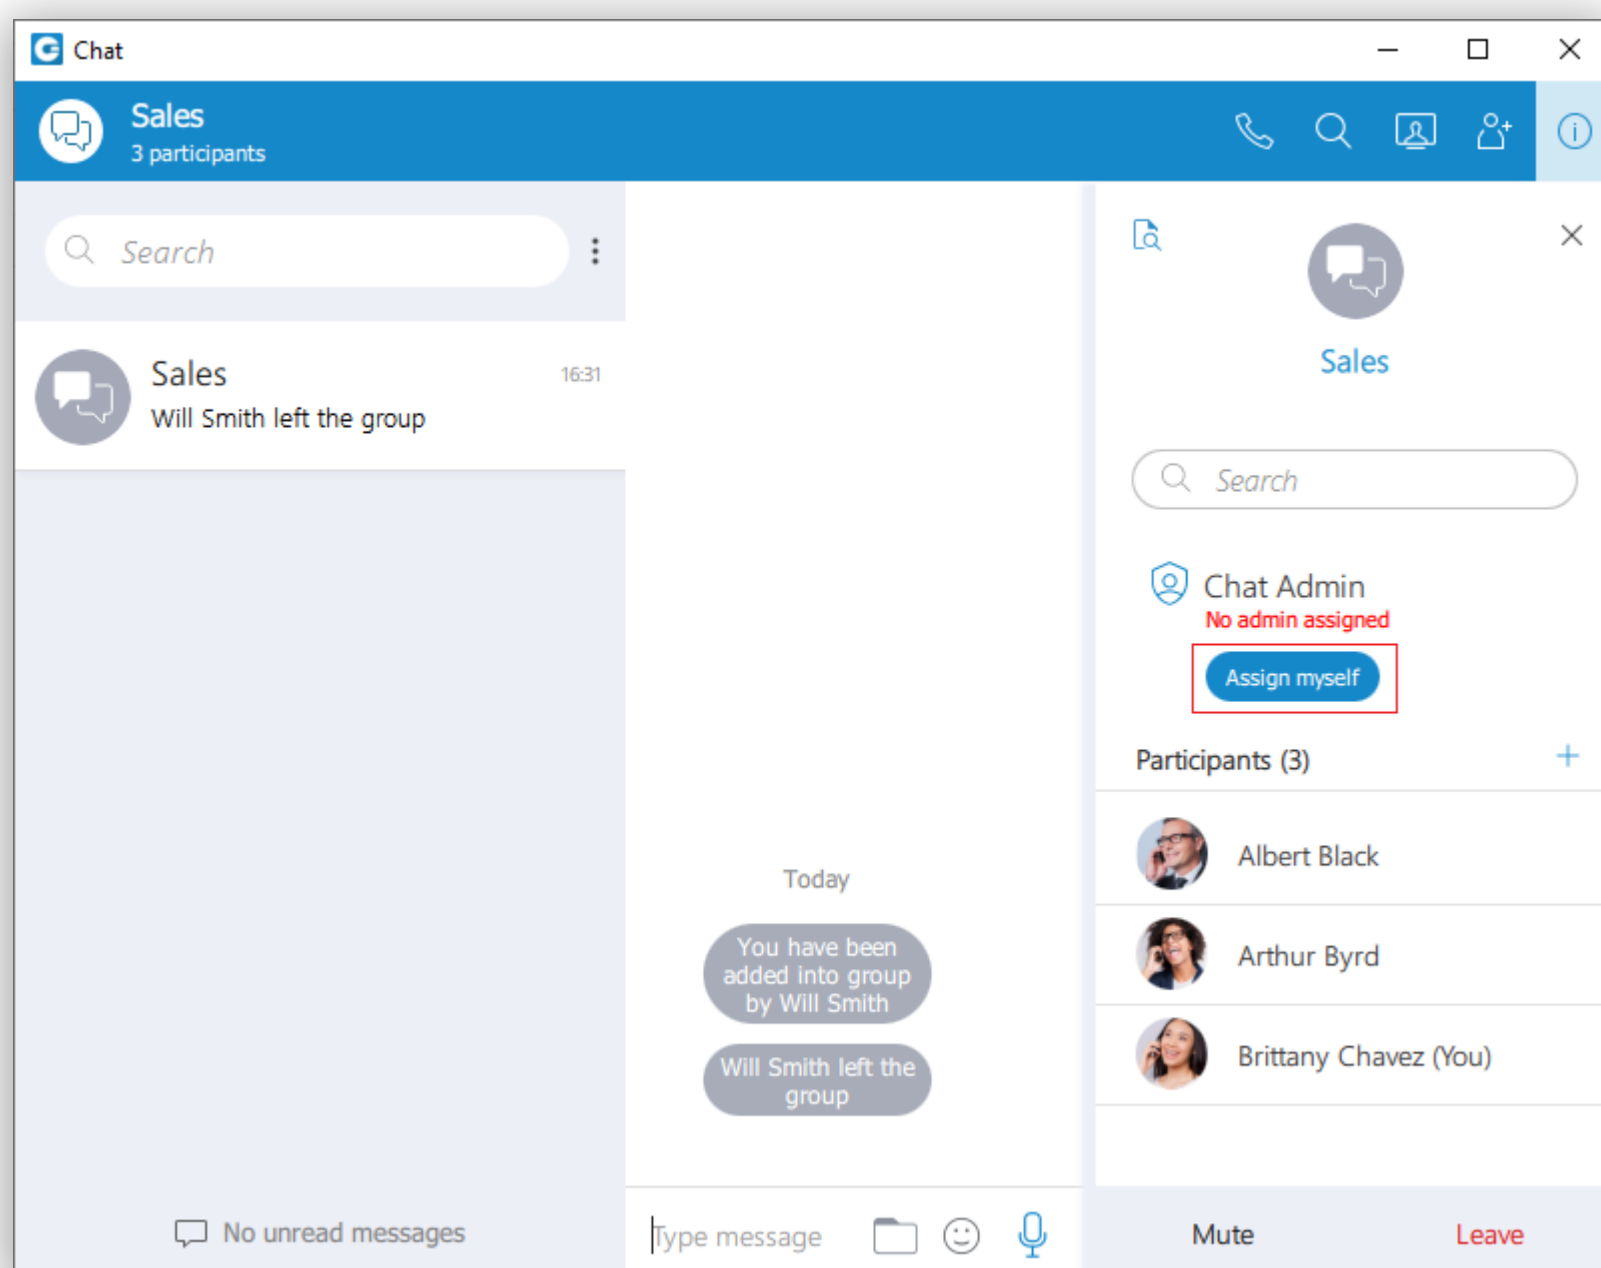 Chat
Sales
3 participants
Search
Sales
16:31
Will Smith left the group
No unread messages
Today
You have been
added into group
by Will Smith
Will Smith left the
group
Type message
Sales
Search
Chat Admin
No admin assigned
Assign myself
Participants (3)
Albert Black
Arthur Byrd
Brittany Chavez (You)
Mute
Leave